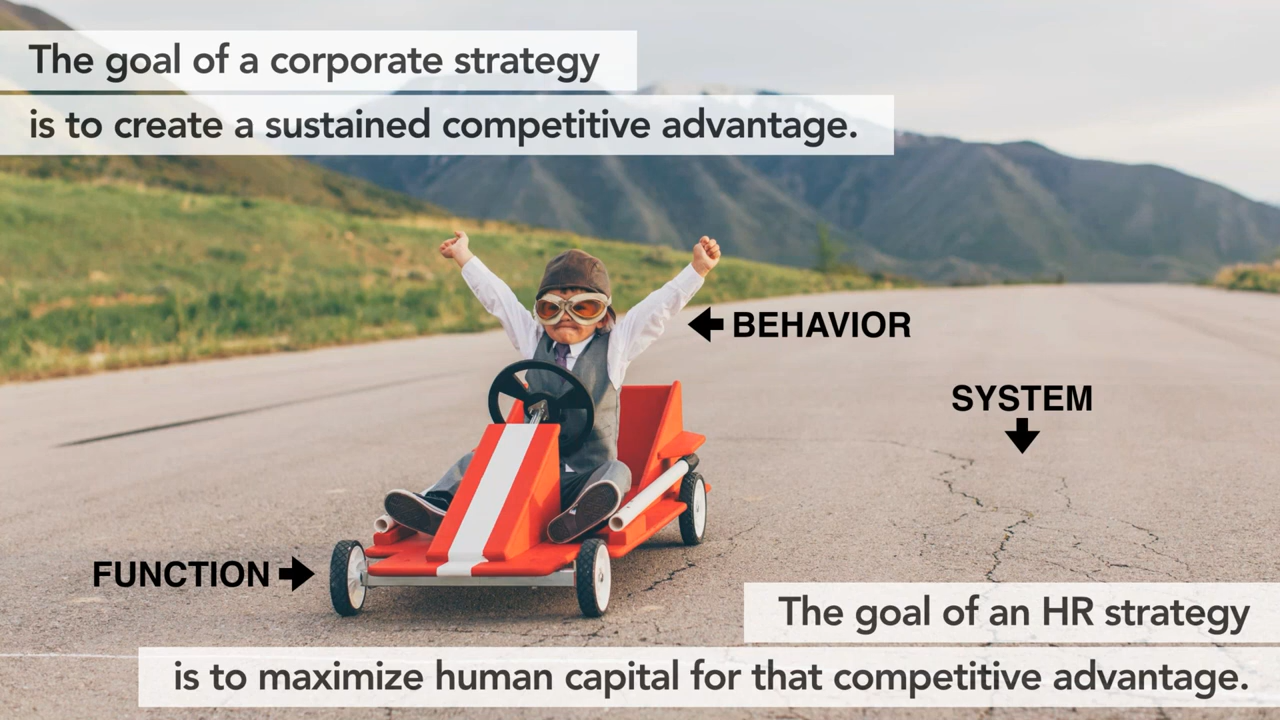 The goal of a corporate strategy
is to create a sustained competitive advantage.
BEHAVIOR
SYSTEM
FUNCTION
The goal of an HR strategy
is to maximize human capital for that competitive advantage.